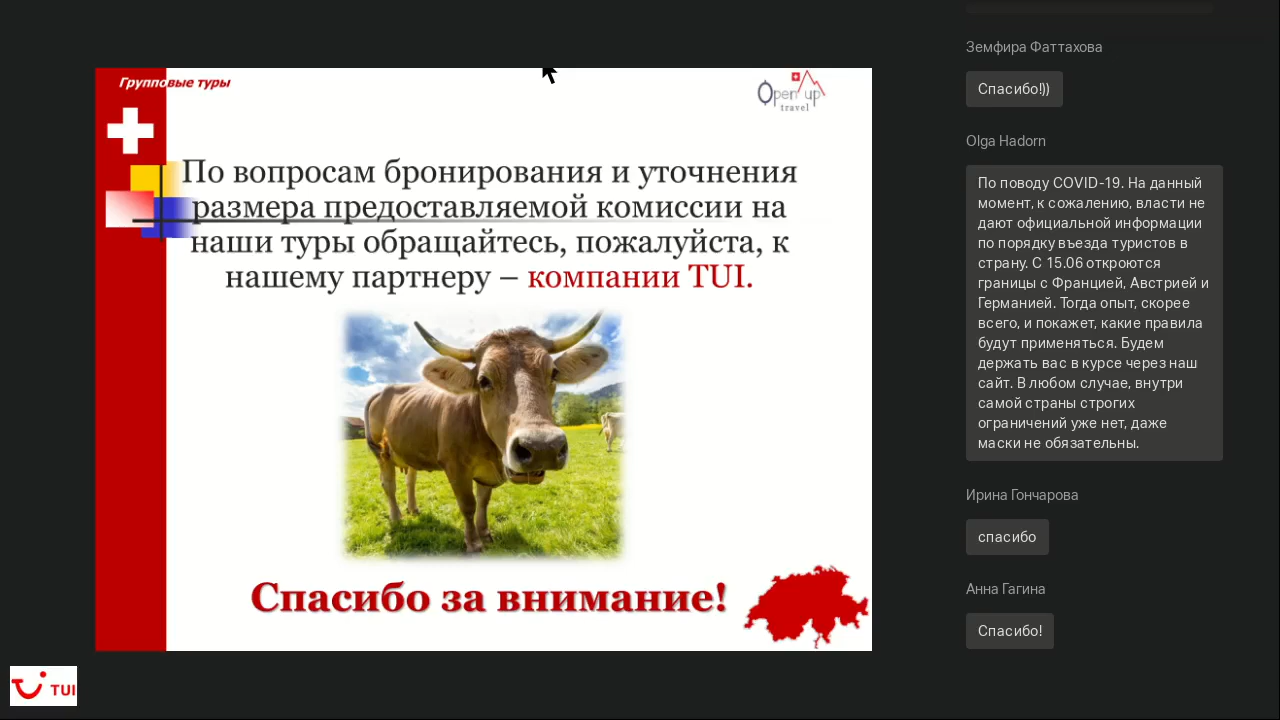 Групповые туры
Open up
travel
По вопросам бронирования и уточнения
размера предоставляемой комиссии на
наши туры обращайтесь, пожалуйста, к
нашему партнеру – компании TUI.
Спасибо за внимание!
TUI
Земфира Фаттахова
Спасибо!))
Olga Hadorn
По поводу COVID-19. На данный
момент, к сожалению, власти не
дают официальной информации
по порядку въезда туристов в
страну. С 15.06 откроются
границы с Францией, Австрией и
Германией. Тогда опыт, скорее
всего, и покажет, какие правила
будут применяться. Будем
держать вас в курсе через наш
сайт. В любом случае, внутри
самой страны строгих
ограничений уже нет, даже
маски не обязательны.
Ирина Гончарова
спасибо
Анна Гагина
Спасибо!